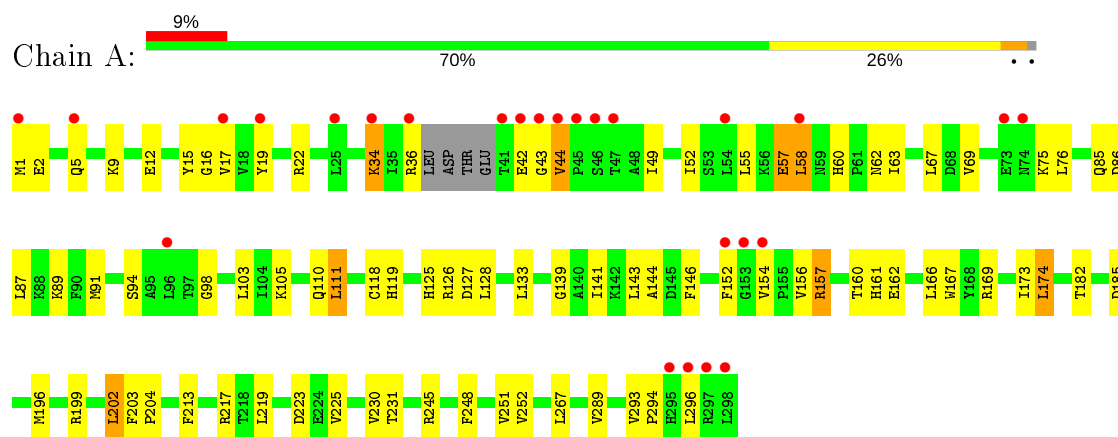 9%
Chain A:
70% 26% • •
M1 E2 Q5 K9 E12 Y15 G16 V17 V18 Y19 R22 L25 K34 I35 R36 LEU ASP THR GLU T41 E42 G43 V44 P45 S46 T47 A48 I49 I52 S53 L54 L55 K56 E57 L58 N59 H60 P61 N62 I63 L67 D68 V69 E73 N74 K75 L76 Q85 D86
L87 K88 K89 F90 M91 S94 A95 L96 T97 G98 L103 I104 K105 Q110 L111 C118 H119 H125 R126 D127 L128 L133 G139 A140 I141 K142 L143 A144 D145 F146 F152 G153 V154 P155 V156 R157 T160 H161 E162 L166 W167 Y168 R169 I173 L174 T182 D185
M196 R199 L202 F203 P204 F213 R217 T218 L219 D223 E224 V225 V230 T231 R245 F248 V251 V252 L267 V289 V293 P294 H295 L296 R297 L298